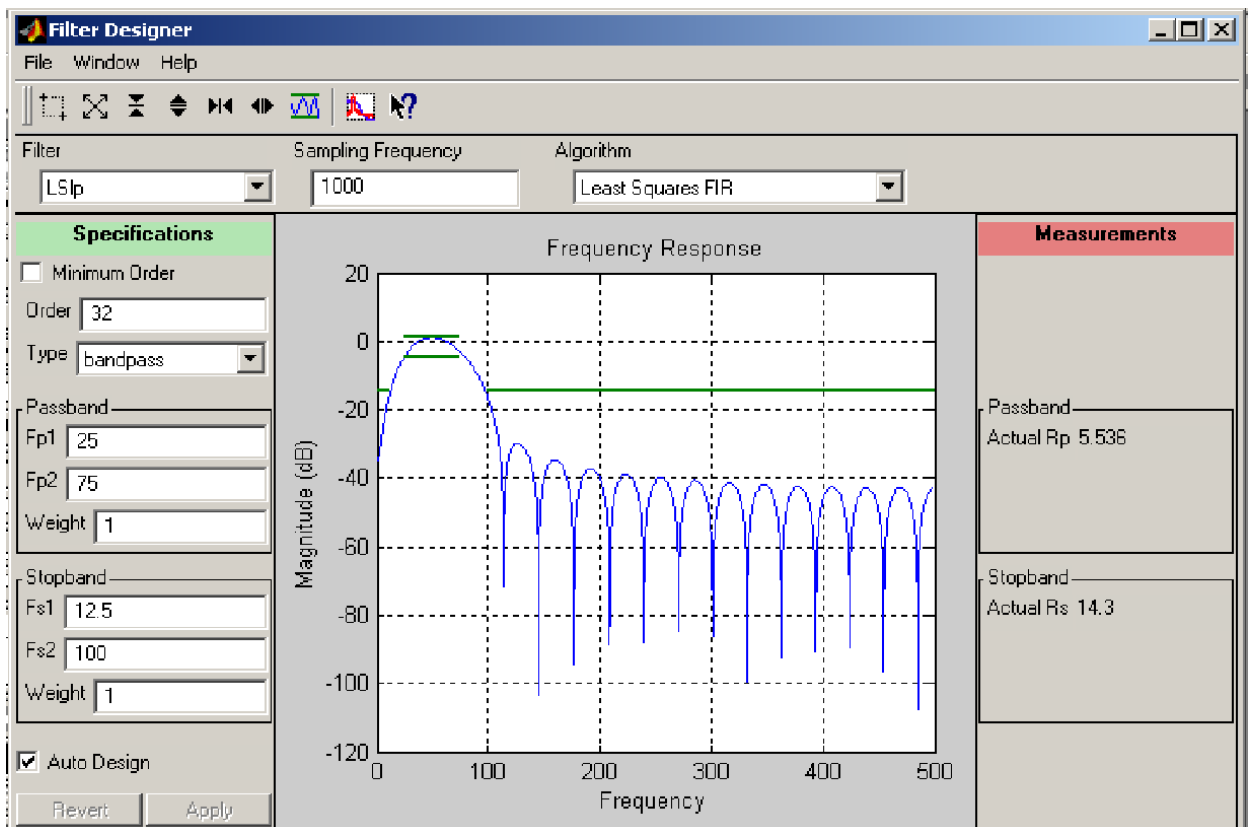 Filter Designer
File Window Help
Filter
Sampling Frequency
Algorithm
LSlp
1000
Least Squares FIR
Specifications
Minimum Order
Order 32
Type bandpass
Passband
Fp1 25
Fp2 75
Weight 1
Stopband
Fs1 12.5
Fs2 100
Weight 1
Auto Design
Revert Apply
Frequency Response
20
0
-20
-40
-60
-80
-100
-120
Magnitude (dB)
0 100 200 300 400 500
Frequency
Measurements
Passband
Actual Rp 5.536
Stopband
Actual Rs 14.3